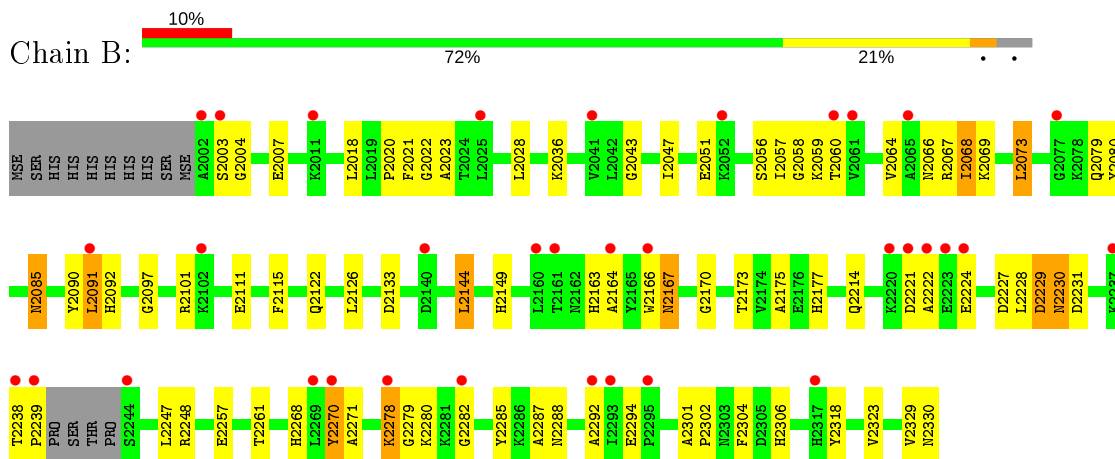 10%
Chain B:
72% 21% . .
MSE SER HIS HIS HIS HIS HIS HIS SER MSE A2002 S2003 G2004 E2007 K2011 L2018 L2019 P2020 F2021 G2022 A2023 T2024 L2025 L2028 K2036 V2041 L2042 G2043 I2047 E2051 K2052 S2056 I2057 G2058 K2059 T2060 V2061 V2064 A2065 N2066 R2067 I2068 K2069 L2073 G2077 K2078 Q2079 Y2080
N2085 Y2090 L2091 H2092 G2097 R2101 K2102 E2111 F2115 Q2122 L2126 D2133 D2140 L2144 H2149 L2160 T2161 N2162 H2163 A2164 Y2165 W2166 N2167 G2170 T2173 V2174 A2175 E2176 H2177 Q2214 K2220 D2221 A2222 E2223 E2224 D2227 L2228 D2229 N2230 D2231 K2237
T2238 P2239 PRO SER THR PRO S2244 L2247 R2248 E2257 T2261 H2268 L2269 Y2270 A2271 K2278 G2279 K2280 K2281 G2282 Y2285 K2286 A2287 N2288 A2292 I2293 E2294 P2295 A2301 P2302 N2303 F2304 D2305 H2306 H2317 Y2318 V2323 V2329 N2330